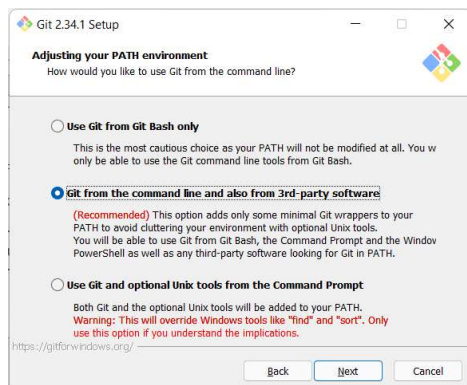 Git 2.34.1 Setup
Adjusting your PATH environment
How would you like to use Git from the command line?
Use Git from Git Bash only
This is the most cautious choice as your PATH will not be modified at all. You w
only be able to use the Git command line tools from Git Bash.
Git from the command line and also from 3rd-party software
(Recommended) This option adds only some minimal Git wrappers to your
PATH to avoid cluttering your environment with optional Unix tools.
You will be able to use Git from Git Bash, the Command Prompt and the Window
PowerShell as well as any third-party software looking for Git in PATH.
Use Git and optional Unix tools from the Command Prompt
Both Git and the optional Unix tools will be added to your PATH.
Warning: This will override Windows tools like "find" and "sort". Only
use this option if you understand the implications.
https://gitforwindows.org/
Back Next Cancel